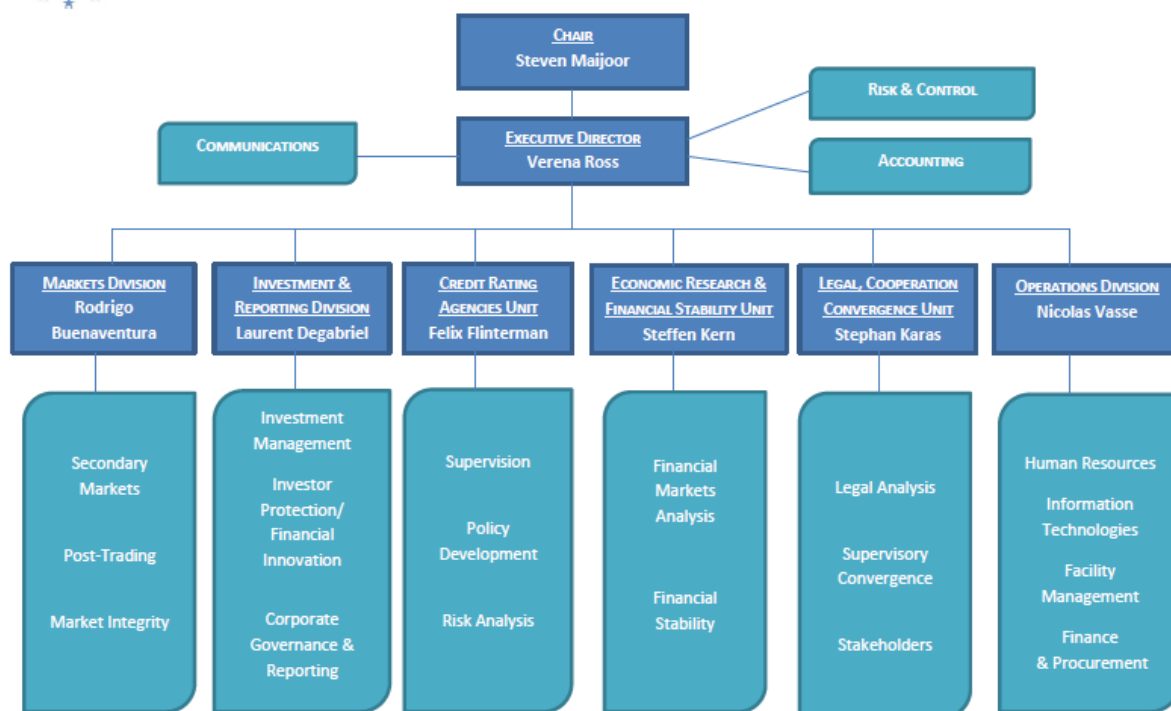 CHAIR
Steven Maijoor
RISK & CONTROL
COMMUNICATIONS
EXECUTIVE DIRECTOR
Verena Ross
ACCOUNTING
MARKETS DIVISION
Rodrigo
Buenaventura
INVESTMENT &
REPORTING DIVISION
Laurent Degabriel
CREDIT RATING
AGENCIES UNIT
Felix Flinterman
ECONOMIC RESEARCH &
FINANCIAL STABILITY UNIT
Steffen Kern
LEGAL, COOPERATION
CONVERGENCE UNIT
Stephan Karas
OPERATIONS DIVISION
Nicolas Vasse
Secondary
Markets
Post-Trading
Market Integrity
Investment
Management
Investor
Protection/
Financial
Innovation
Corporate
Governance &
Reporting
Supervision
Policy
Development
Risk Analysis
Financial
Markets
Analysis
Financial
Stability
Legal Analysis
Supervisory
Convergence
Stakeholders
Human Resources
Information
Technologies
Facility
Management
Finance
& Procurement